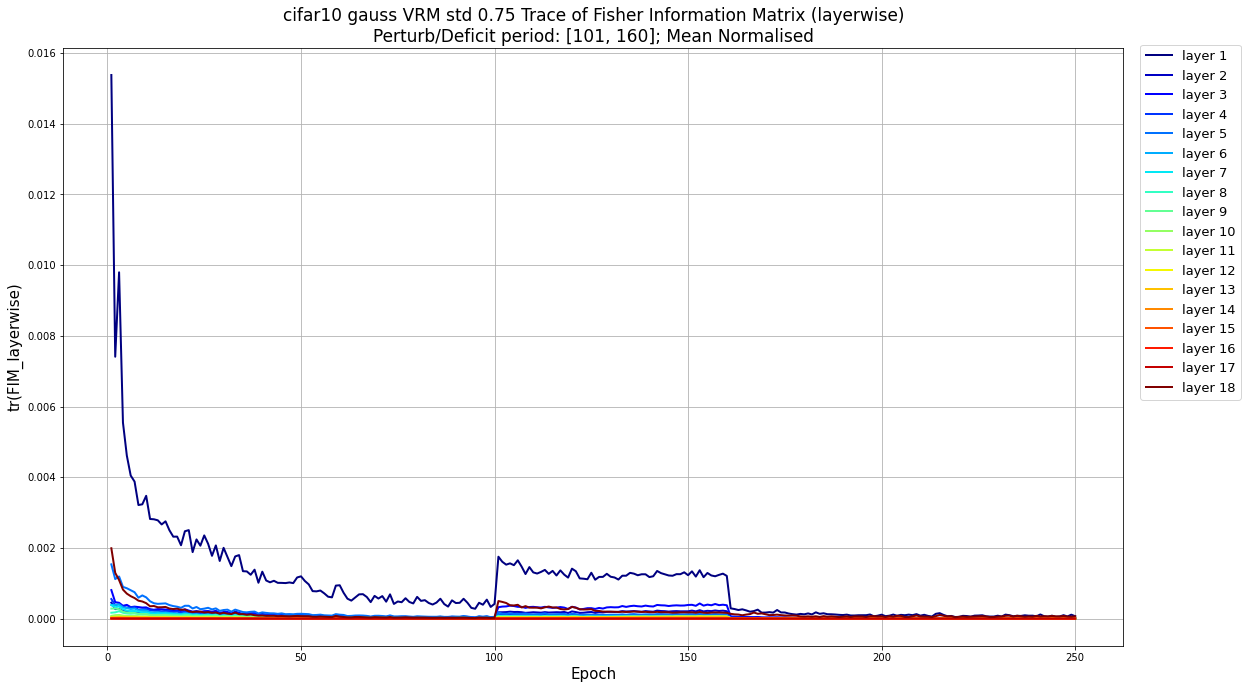 cifar10 gauss VRM std 0.75 Trace of Fisher Information Matrix (layerwise)
Perturb/Deficit period: [101, 160]; Mean Normalised
0.016
0.014
0.012
0.010
0.008
0.006
0.004
0.002
0.000
tr(FIM_layerwise)
0
50
100
150
200
250
Epoch
layer 1
layer 2
layer 3
layer 4
layer 5
layer 6
layer 7
layer 8
layer 9
layer 10
layer 11
layer 12
layer 13
layer 14
layer 15
layer 16
layer 17
layer 18